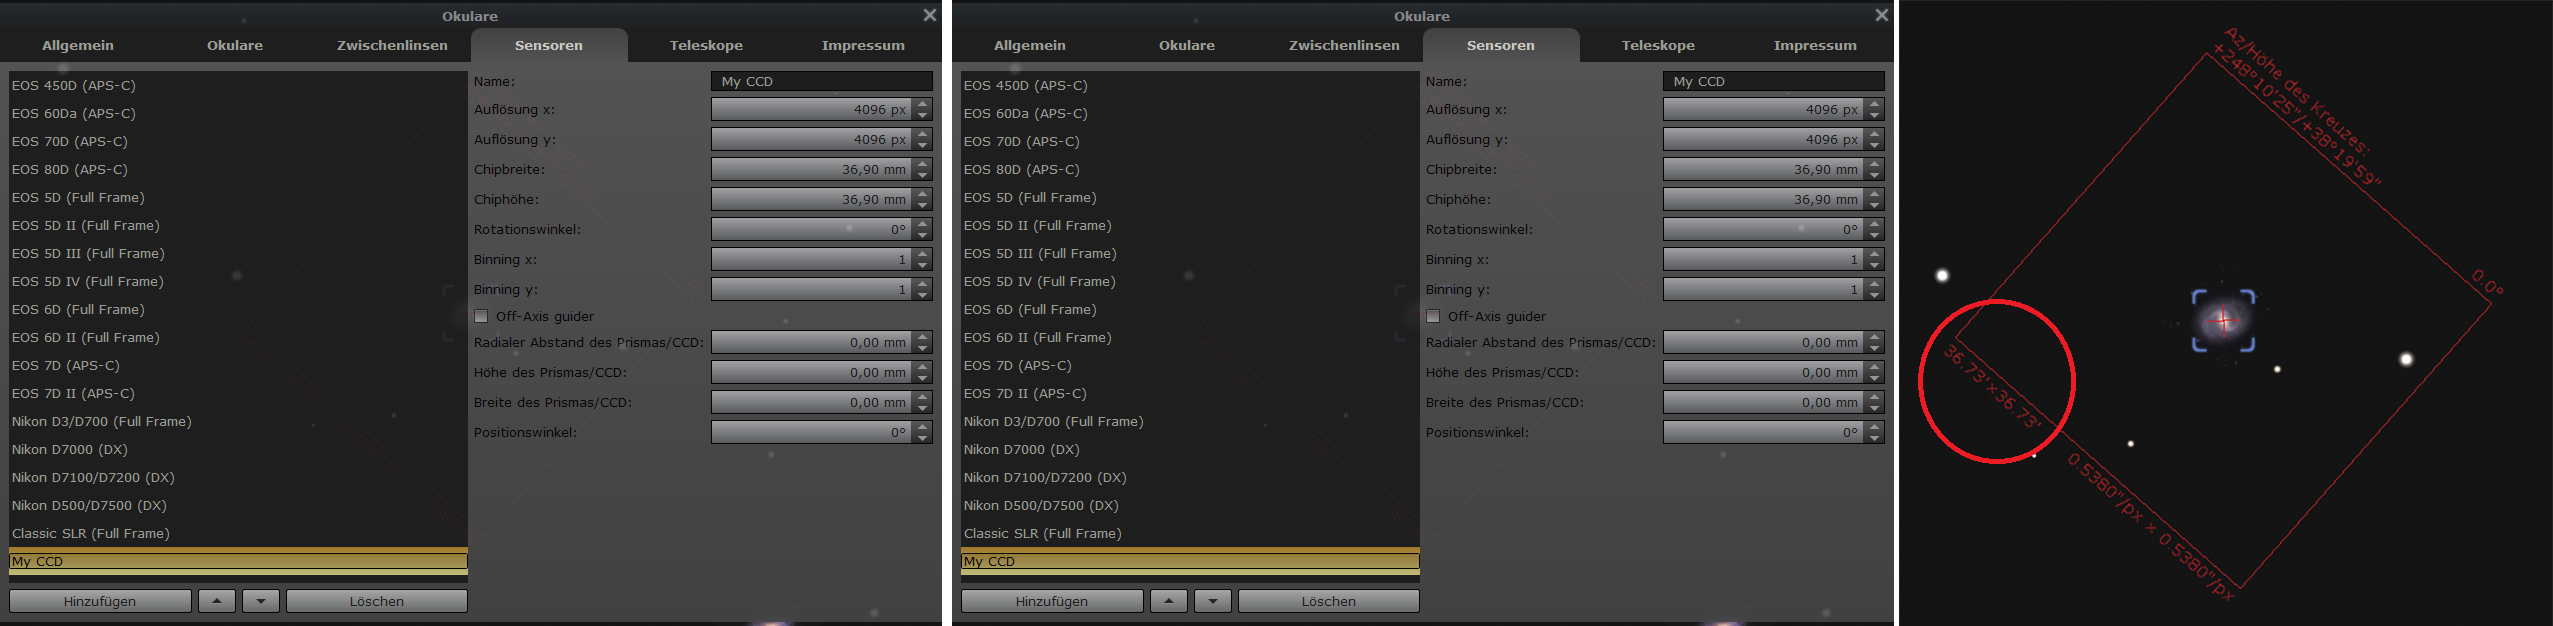 Okulare
Allgemein Okulare Zwischenlinsen Sensoren Teleskope Impressum
EOS 450D (APS-C)
EOS 60Da (APS-C)
EOS 70D (APS-C)
EOS 80D (APS-C)
EOS 5D (Full Frame)
EOS 5D II (Full Frame)
EOS 5D III (Full Frame)
EOS 5D IV (Full Frame)
EOS 6D (Full Frame)
EOS 6D II (Full Frame)
EOS 7D (APS-C)
EOS 7D II (APS-C)
Nikon D3/D700 (Full Frame)
Nikon D7000 (DX)
Nikon D7100/D7200 (DX)
Nikon D500/D7500 (DX)
Classic SLR (Full Frame)
My CCD
Hinzufügen Löschen
Name: My CCD
Auflösung x: 4096 px
Auflösung y: 4096 px
Chipbreite: 36,90 mm
Chiphöhe: 36,90 mm
Rotationswinkel: 0°
Binning x: 1
Binning y: 1
Off-Axis guider
Radialer Abstand des Prismas/CCD: 0,00 mm
Höhe des Prismas/CCD: 0,00 mm
Breite des Prismas/CCD: 0,00 mm
Positionswinkel: 0°
Okulare
Allgemein Okulare Zwischenlinsen Sensoren Teleskope Impressum
EOS 450D (APS-C)
EOS 60Da (APS-C)
EOS 70D (APS-C)
EOS 80D (APS-C)
EOS 5D (Full Frame)
EOS 5D II (Full Frame)
EOS 5D III (Full Frame)
EOS 5D IV (Full Frame)
EOS 6D (Full Frame)
EOS 6D II (Full Frame)
EOS 7D (APS-C)
EOS 7D II (APS-C)
Nikon D3/D700 (Full Frame)
Nikon D7000 (DX)
Nikon D7100/D7200 (DX)
Nikon D500/D7500 (DX)
Classic SLR (Full Frame)
My CCD
Hinzufügen Löschen
Name: My CCD
Auflösung x: 4096 px
Auflösung y: 4096 px
Chipbreite: 36,90 mm
Chiphöhe: 36,90 mm
Rotationswinkel: 0°
Binning x: 1
Binning y: 1
Off-Axis guider
Radialer Abstand des Prismas/CCD: 0,00 mm
Höhe des Prismas/CCD: 0,00 mm
Breite des Prismas/CCD: 0,00 mm
Positionswinkel: 0°
Az/Höhe des Kreuzes:
+248°10'25"/+38°19'59"
0.0°
36.73'×36.73'
0.5380"/px × 0.5380"/px